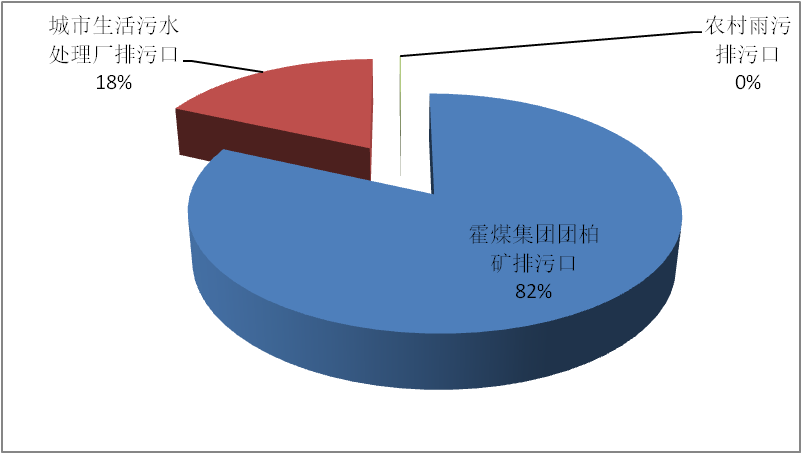 城市生活污水
处理厂排污口
18%
农村雨污
排污口
0%
霍煤集团团柏
矿排污口
82%